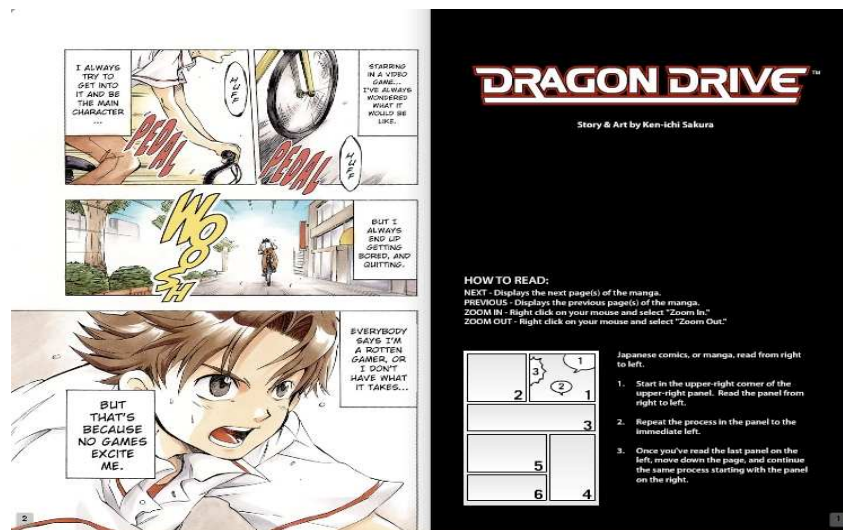 DRAGON DRIVE™
Story & Art by Ken-ichi Sakura
HOW TO READ:
NEXT - Displays the next page(s) of the manga.
PREVIOUS - Displays the previous page(s) of the manga.
ZOOM IN - Right click on your mouse and select "Zoom In."
ZOOM OUT - Right click on your mouse and select "Zoom Out."
1
2
3
1
2
3
4
5
6
Japanese comics, or manga, read from right
to left.
1. Start in the upper-right corner of the
upper-right panel. Read the panel from
right to left.
2. Repeat the process in the panel to the
immediate left.
3. Once you've read the last panel on the
left, move down the page, and continue
the same process starting with the panel
on the right.
1
STARRING
IN A VIDEO
GAME...
I'VE ALWAYS
WONDERED
WHAT IT
WOULD BE
LIKE.
HUFF
PEDAL
HUFF
I ALWAYS
TRY TO
GET INTO
IT AND BE
THE MAIN
CHARACTER
...
PEDAL
BUT I
ALWAYS
END UP
GETTING
BORED, AND
QUITTING.
WOOSH
EVERYBODY
SAYS I'M
A ROTTEN
GAMER, OR
I DON'T
HAVE WHAT
IT TAKES...
BUT
THAT'S
BECAUSE
NO GAMES
EXCITE
ME.
2